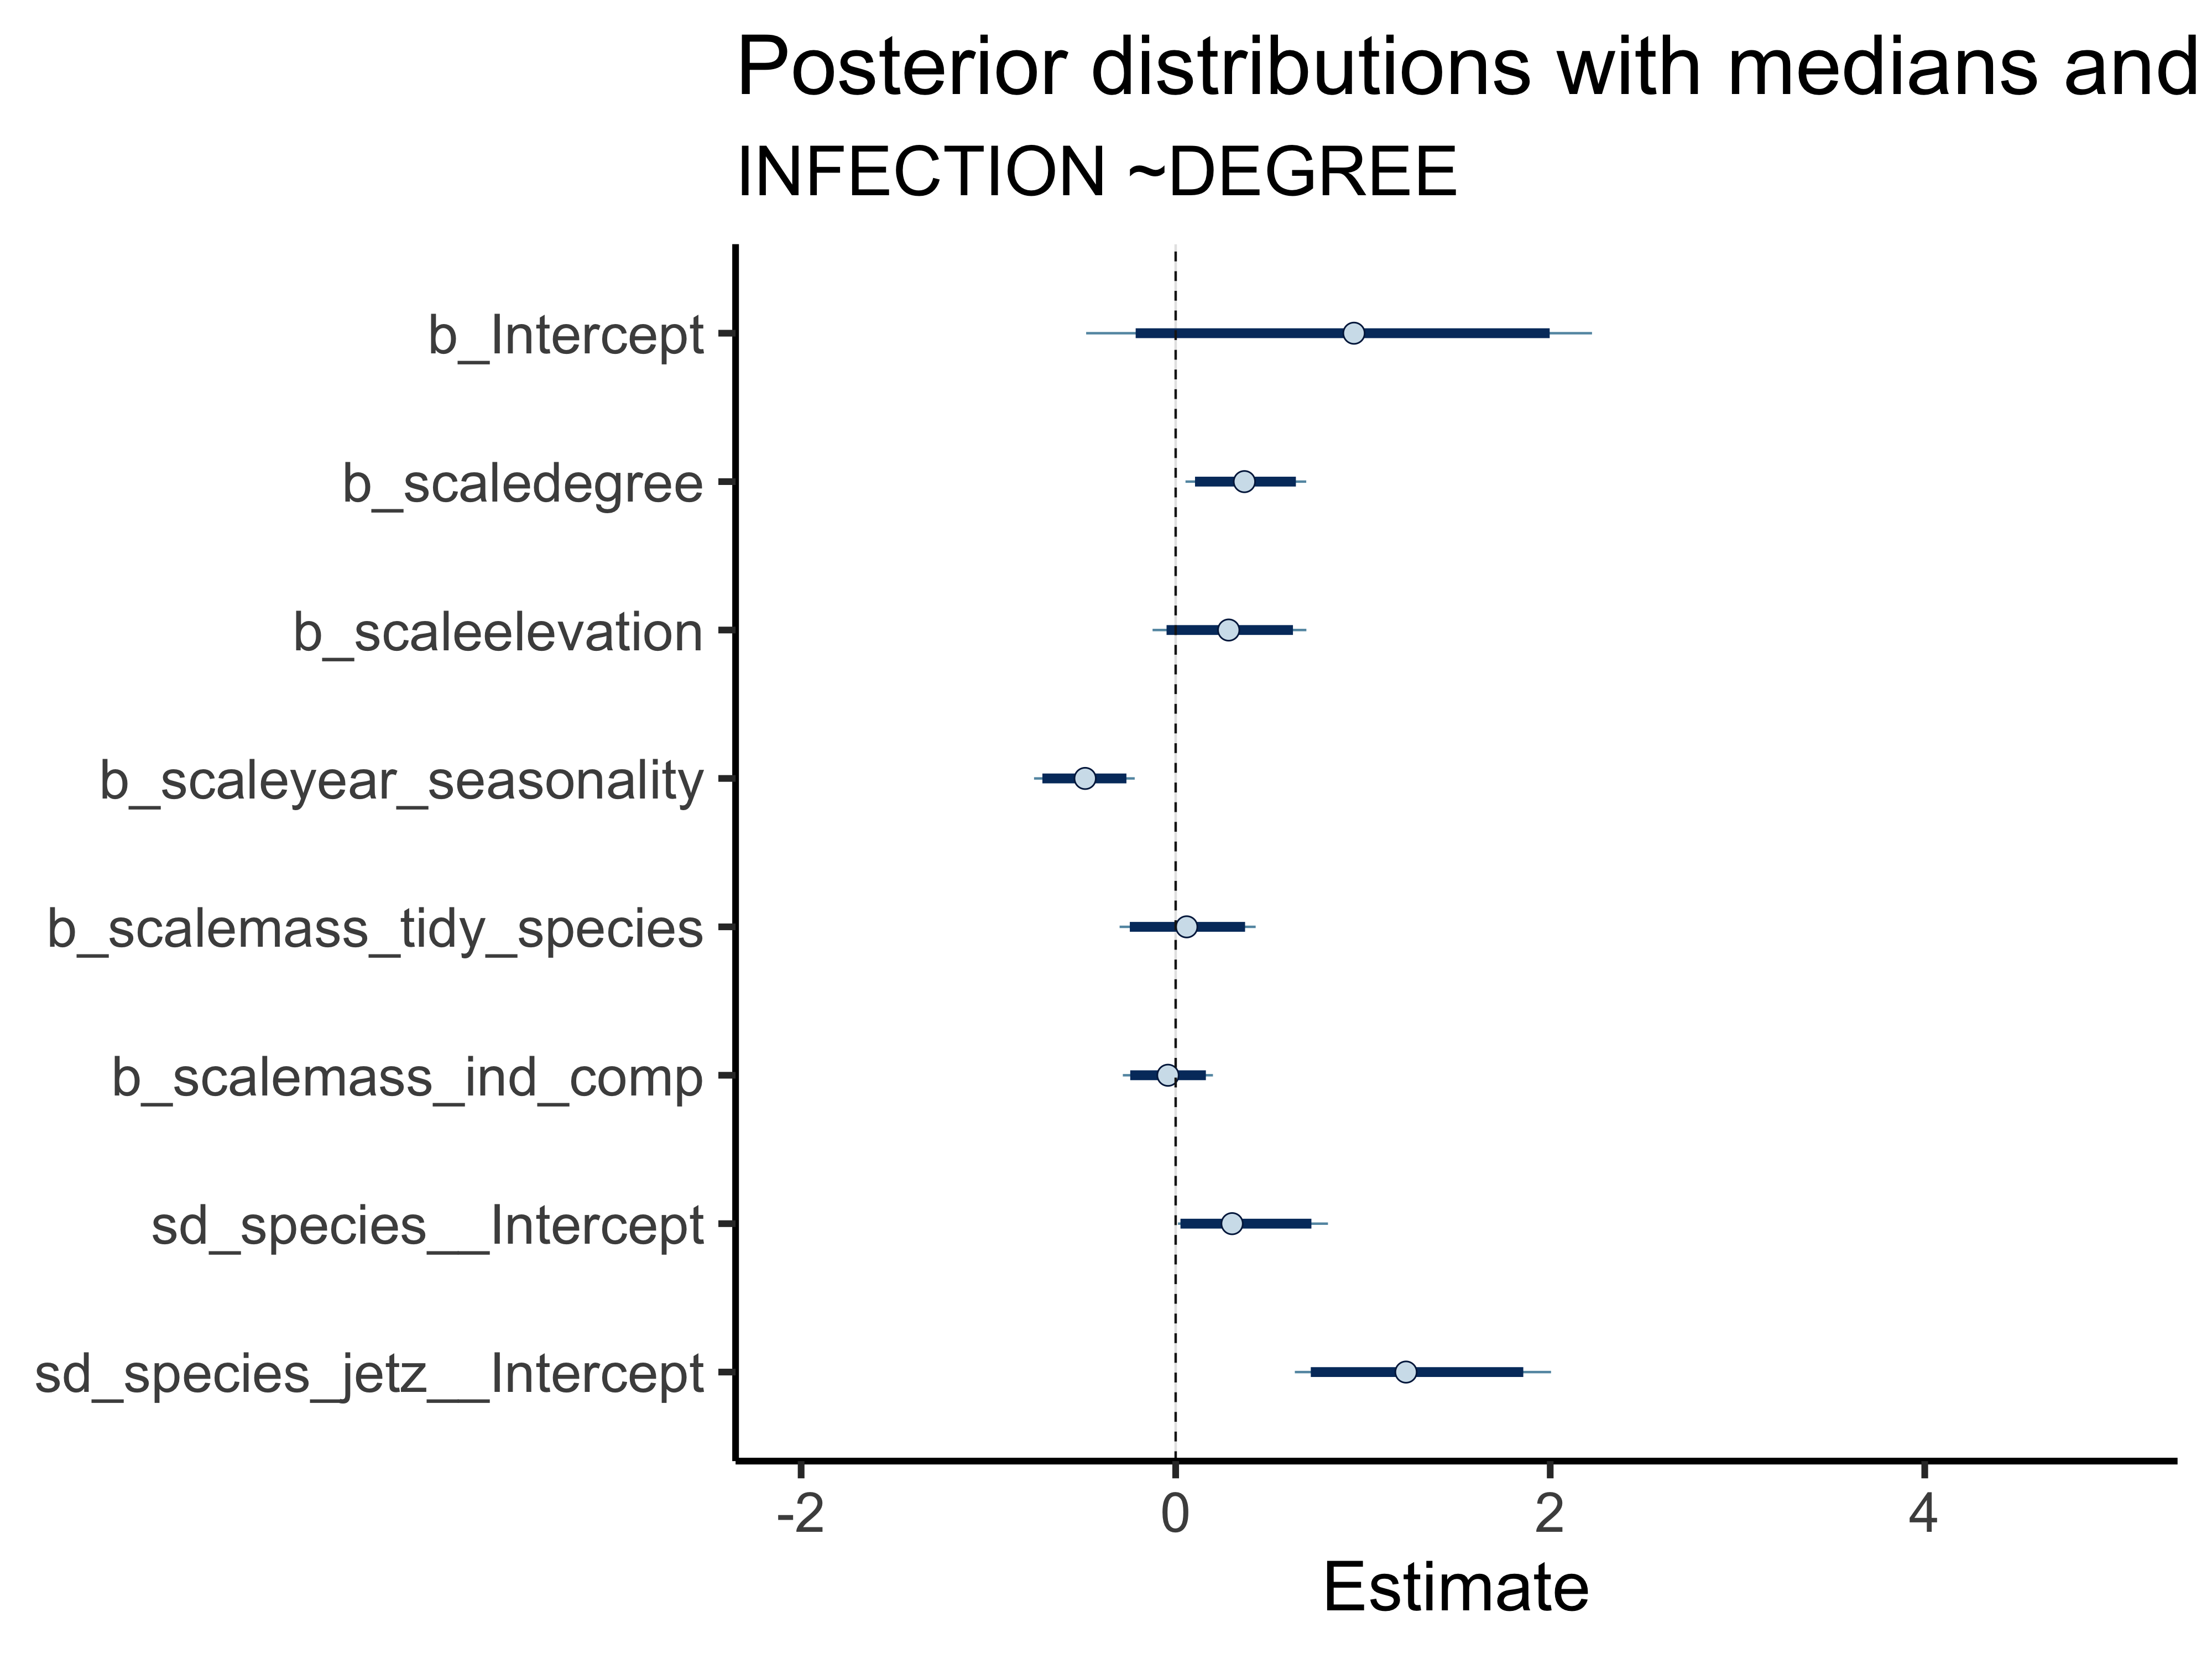 Posterior distributions with medians and
INFECTION ~DEGREE
b_Intercept
b_scaledegree
b_scaleelevation
b_scaleyear_seasonality
b_scalemass_tidy_species
b_scalemass_ind_comp
sd_species__Intercept
sd_species_jetz__Intercept
-2 0 2 4
Estimate